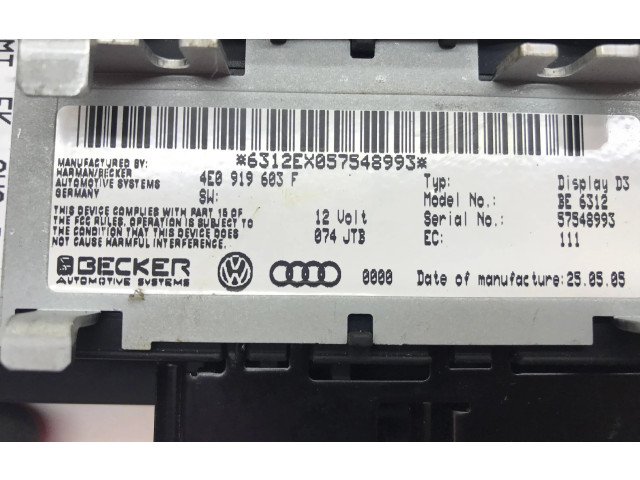 *6312EX057548993*
MANUFACTURED BY:
HARMAN/BECKER
AUTOMOTIVE SYSTEMS
GERMANY
4E0 919 603 F
SW:
Typ: Display D3
Model No.: BE 6312
Serial No.: 57548993
EC: 111
THIS DEVICE COMPLIES WITH PART 15 OF
THE FCC RULES. OPERATION IS SUBJECT TO
THE CONDITION THAT THIS DEVICE DOES
NOT CAUSE HARMFUL INTERFERENCE.
12 Volt
074 JTB
BECKER
AUTOMOTIVE SYSTEMS
0000
Date of manufacture:25.05.05